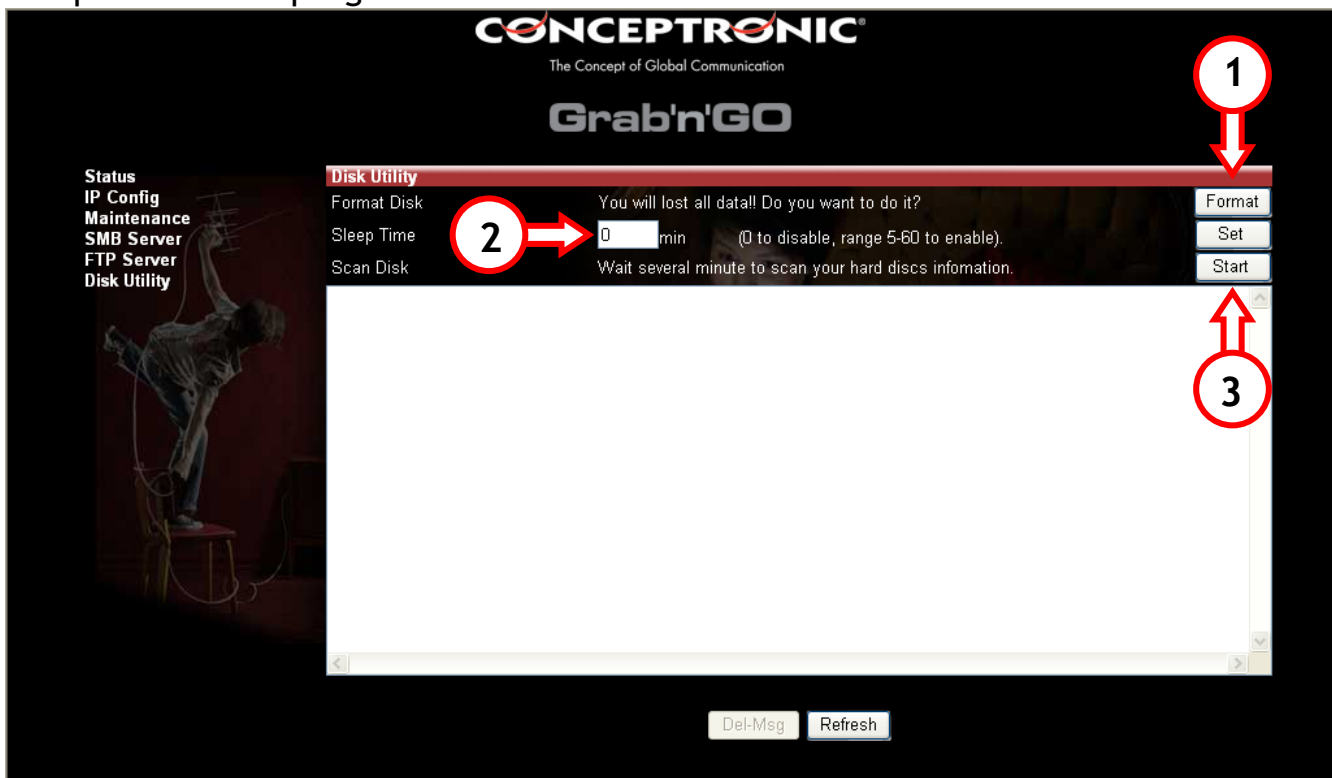 CONCEPTRONIC®
The Concept of Global Communication
Grab'n'GO
1
Status
IP Config
Maintenance
SMB Server
FTP Server
Disk Utility
Disk Utility
Format Disk You will lost all data!! Do you want to do it? Format
Sleep Time 2 0 min (0 to disable, range 5-60 to enable). Set
Scan Disk Wait several minute to scan your hard discs infomation. Start
3
Del-Msg Refresh